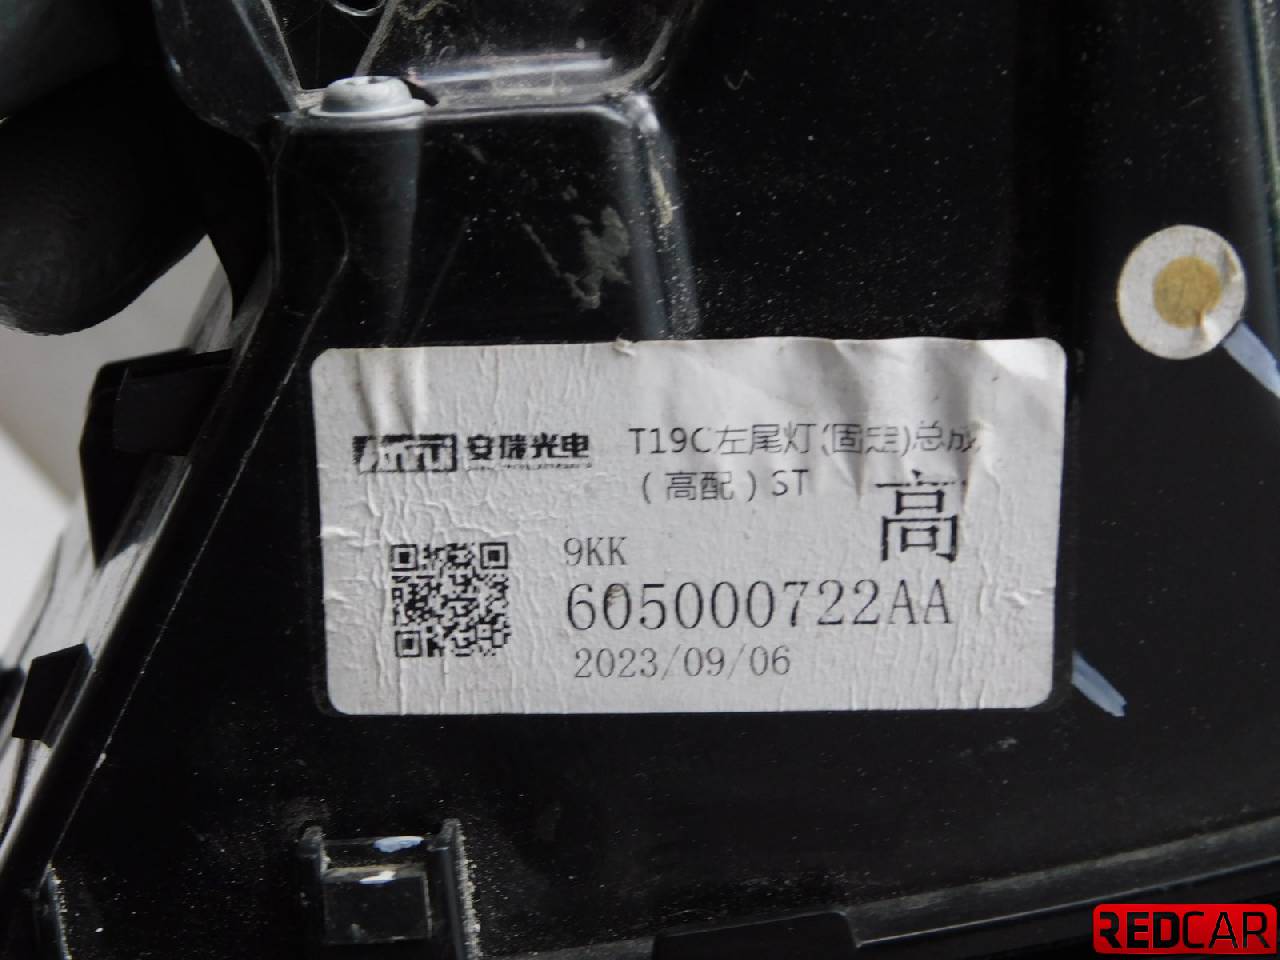 安瑞光电
T19C左尾灯(固定)总成
(高配)ST
高
9KK
605000722AA
2023/09/06
REDCAR